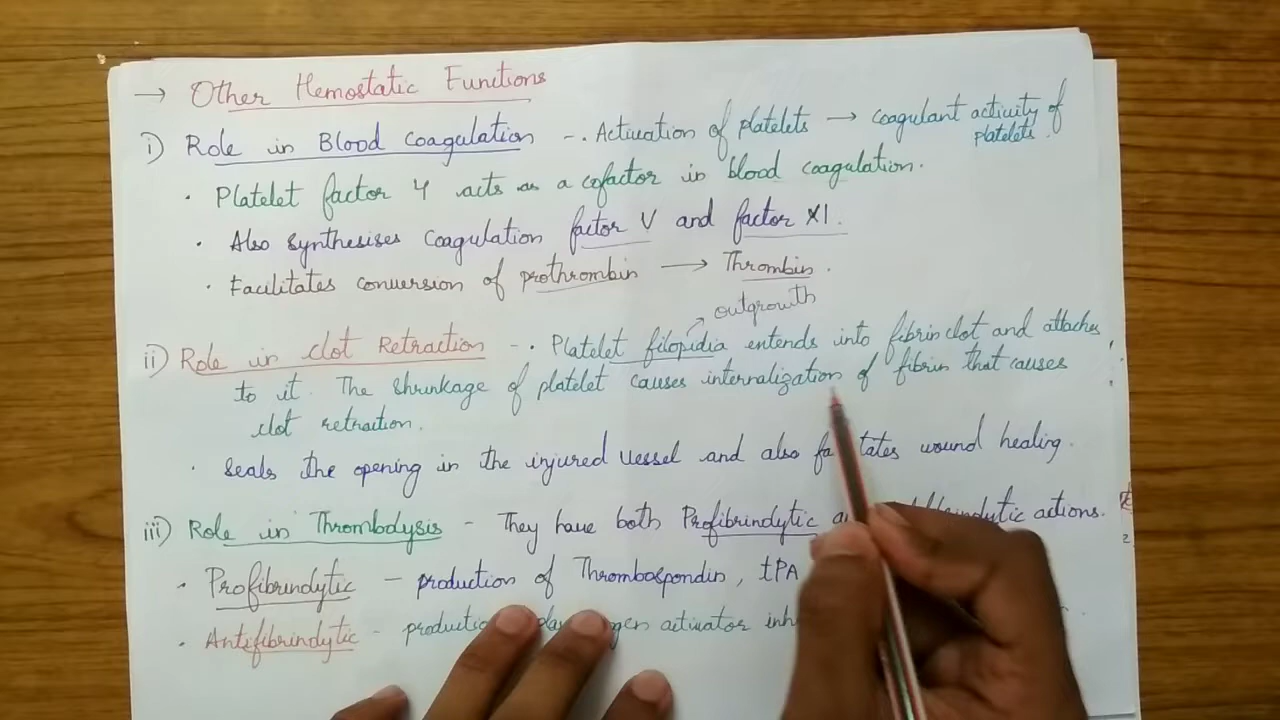 → Other Hemostatic Functions
i) Role in Blood coagulation -. Activation of platelets → coagulant activity of
platelets.
. Platelet factor 4 acts as a cofactor in blood coagulation.
. Also synthesises coagulation factor V and factor XI.
. Facilitates conversion of prothrombin → Thrombin.
outgrowth
ii) Role in clot Retraction -. Platelet filopidia entends into fibrin clot and attaches
to it. The shrinkage of platelet causes internalization of fibrin that causes
clot retraction.
. Seals the opening in the injured vessel and also fa tates wound healing.
iii) Role in Thrombolysis - They have both Profibrinolytic actions.
. Profibrinolytic - production of Thrombospondin, tPA
. Antifibrinolytic - activator